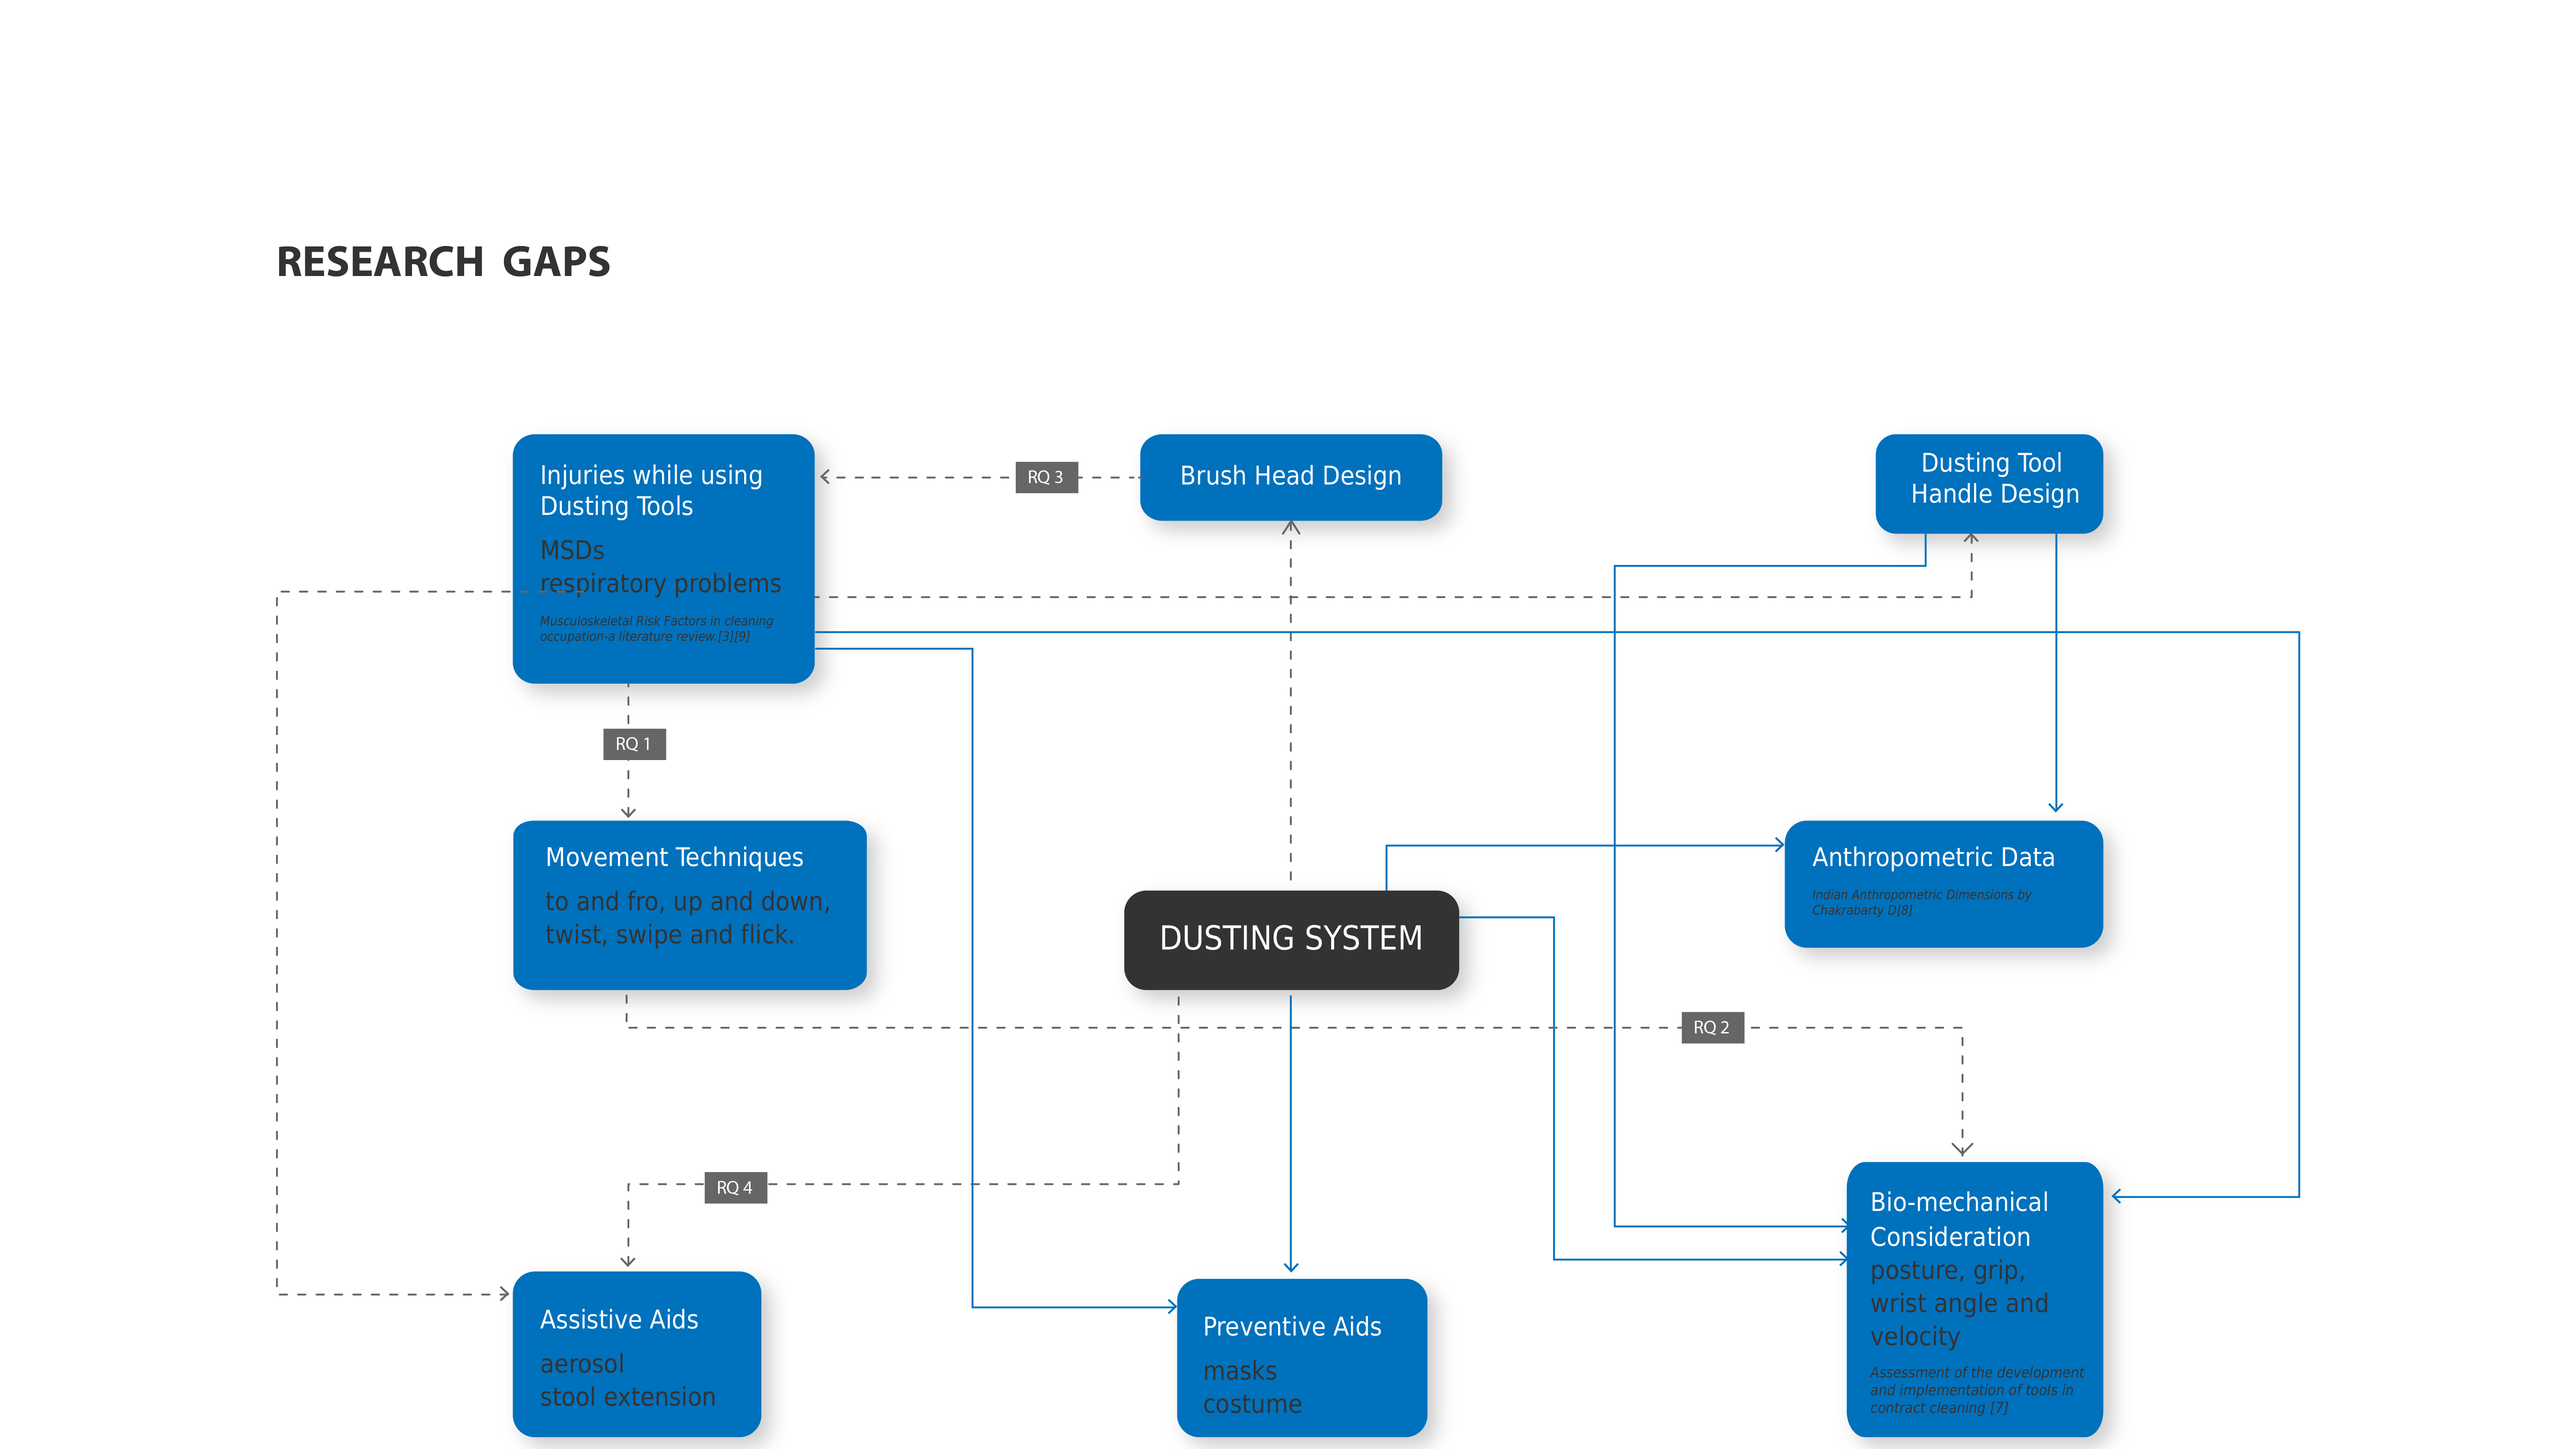 RESEARCH GAPS
Injuries while using
Dusting Tools
MSDs
respiratory problems
Musculoskeletal Risk Factors in cleaning
occupation-a literature review.[3][9]
RQ 3
Brush Head Design
Dusting Tool
Handle Design
RQ 1
Movement Techniques
to and fro, up and down,
twist, swipe and flick.
DUSTING SYSTEM
Anthropometric Data
Indian Anthropometric Dimensions by
Chakrabarty D[8]
RQ 2
RQ 4
Assistive Aids
aerosol
stool extension
Preventive Aids
masks
costume
Bio-mechanical
Consideration
posture, grip,
wrist angle and
velocity
Assessment of the development
and implementation of tools in
contract cleaning [7]